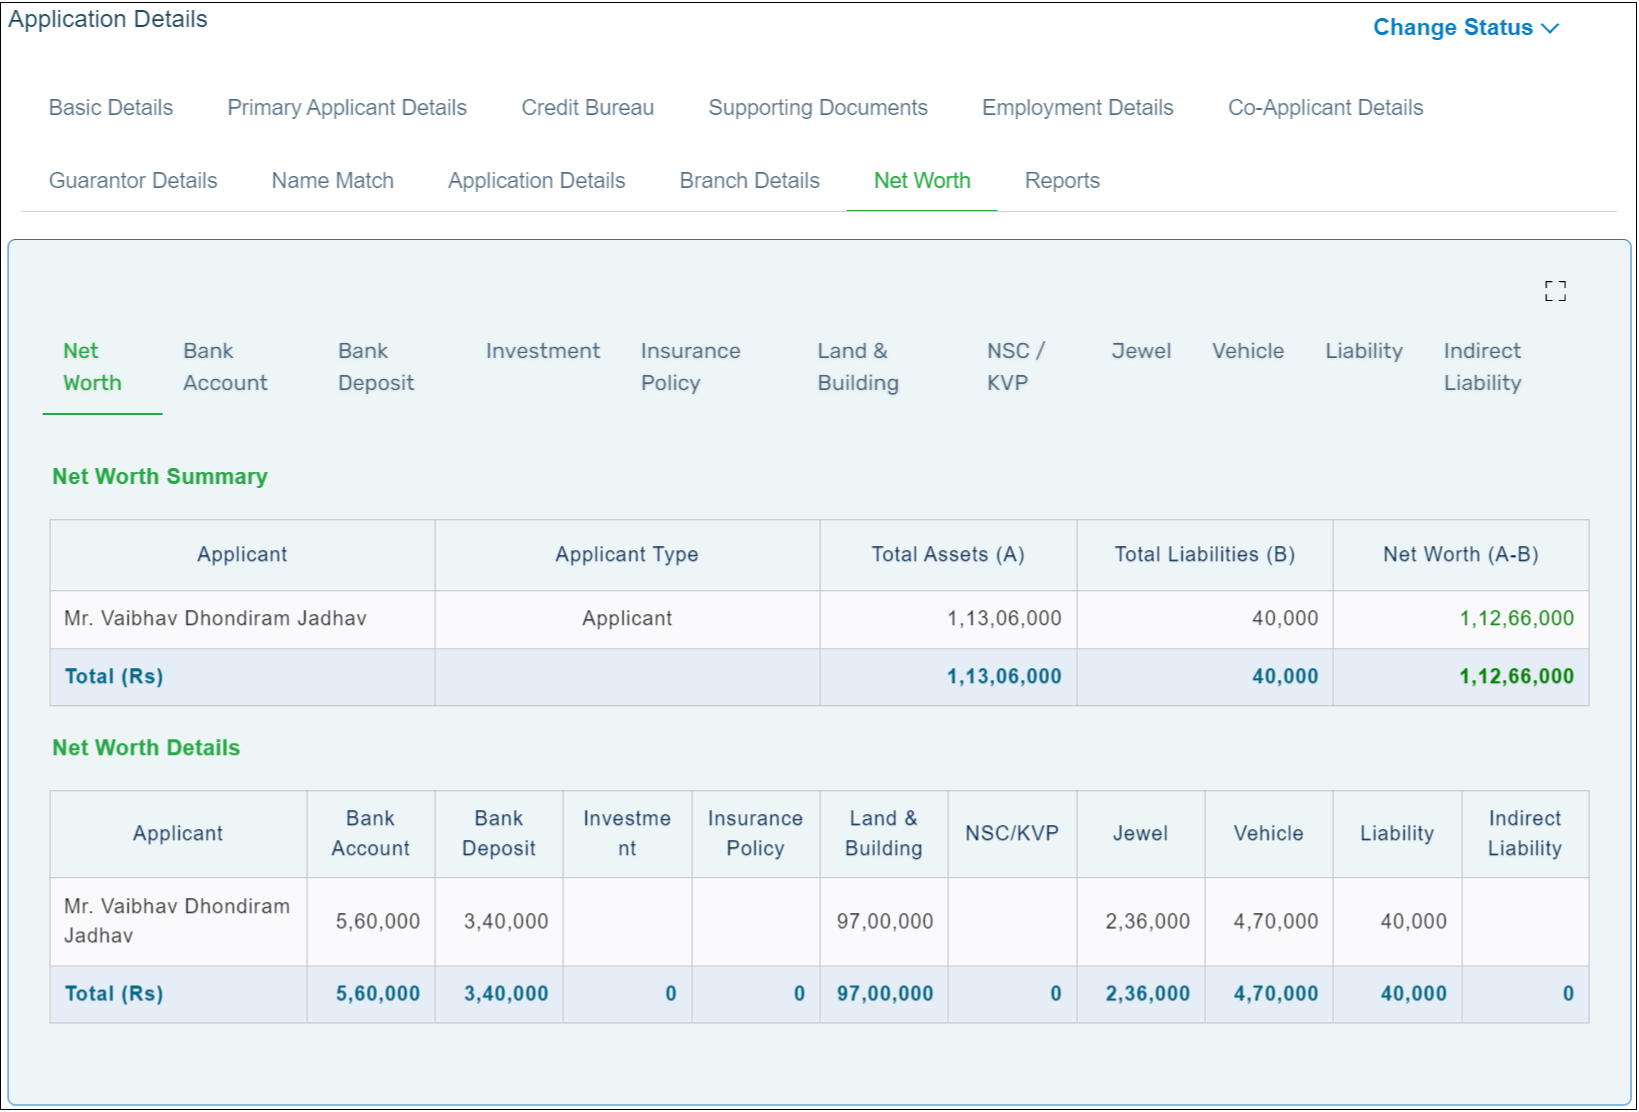 Application Details
Change Status
Basic Details Primary Applicant Details Credit Bureau Supporting Documents Employment Details Co-Applicant Details
Guarantor Details Name Match Application Details Branch Details Net Worth Reports
Net Bank Bank Investment Insurance Land & NSC / Jewel Vehicle Liability Indirect
Worth Account Deposit Policy Building KVP Liability
Net Worth Summary
Applicant Applicant Type Total Assets (A) Total Liabilities (B) Net Worth (A-B)
Mr. Vaibhav Dhondiram Jadhav Applicant 1,13,06,000 40,000 1,12,66,000
Total (Rs) 1,13,06,000 40,000 1,12,66,000
Net Worth Details
Applicant Bank Bank Investme Insurance Land & NSC/KVP Jewel Vehicle Liability Indirect
Account Deposit nt Policy Building Liability
Mr. Vaibhav Dhondiram 5,60,000 3,40,000 97,00,000 2,36,000 4,70,000 40,000
Jadhav
Total (Rs) 5,60,000 3,40,000 0 0 97,00,000 0 2,36,000 4,70,000 40,000 0